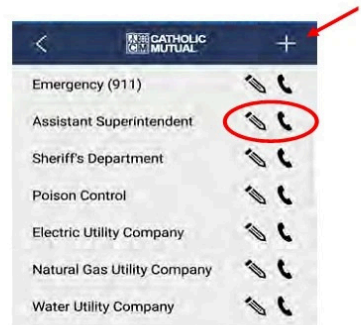 CATHOLIC
MUTUAL
Emergency (911)
Assistant Superintendent
Sheriff's Department
Poison Control
Electric Utility Company
Natural Gas Utility Company
Water Utility Company